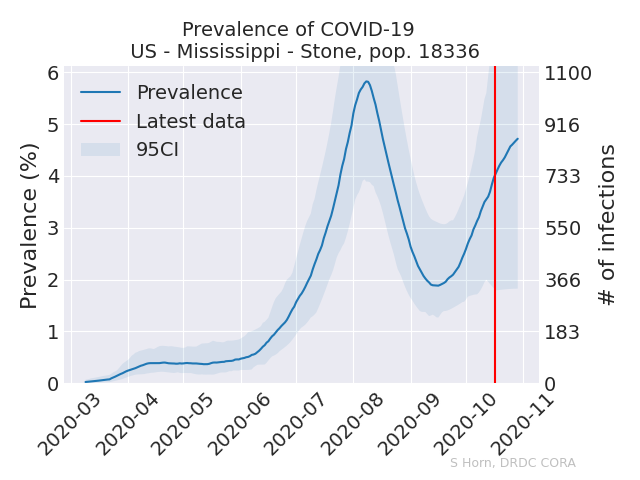 Prevalence of COVID-19
US - Mississippi - Stone, pop. 18336
Prevalence (%)
6
5
4
3
2
1
0
Prevalence
Latest data
95CI
1100
916
733
550
366
183
0
# of infections
2020-03
2020-04
2020-05
2020-06
2020-07
2020-08
2020-09
2020-10
2020-11
S Horn, DRDC CORA